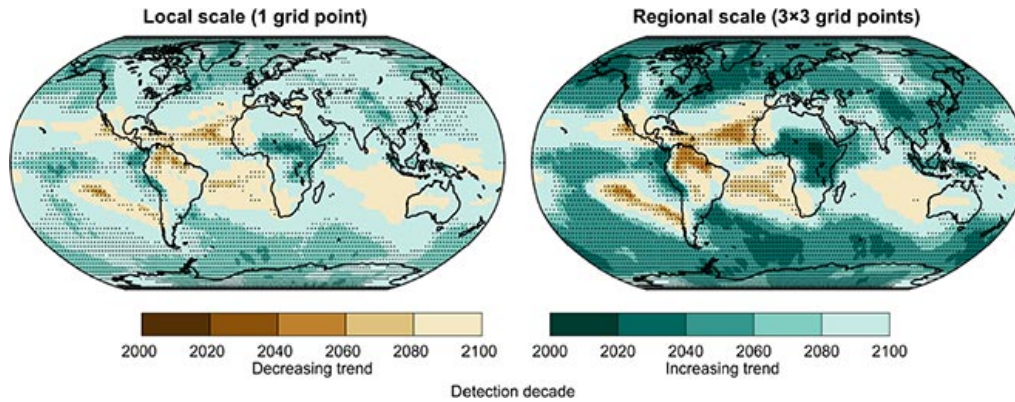 Local scale (1 grid point)
Regional scale (3×3 grid points)
2000 2020 2040 2060 2080 2100
Decreasing trend
2000 2020 2040 2060 2080 2100
Increasing trend
Detection decade